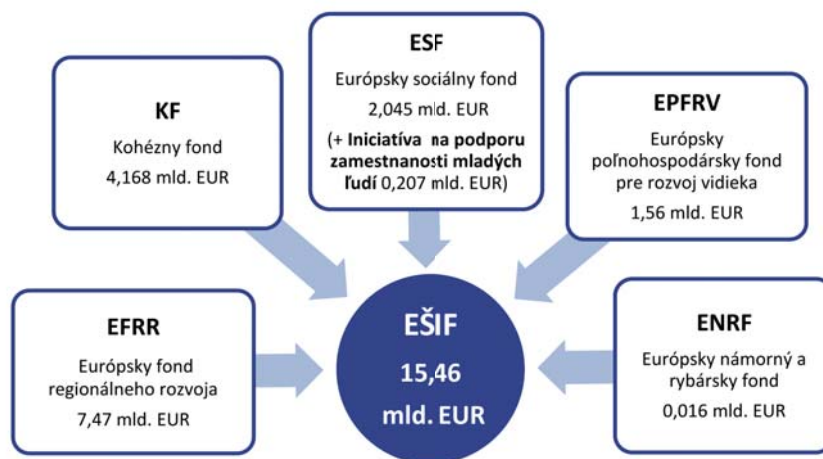 ESF
Európsky sociálny fond
2,045 mld. EUR
(+ Iniciatíva na podporu
zamestnanosti mladých
ľudí 0,207 mld. EUR)
KF
Kohézny fond
4,168 mld. EUR
EPFRV
Európsky
poľnohospodársky fond
pre rozvoj vidieka
1,56 mld. EUR
EFRR
Európsky fond
regionálneho rozvoja
7,47 mld. EUR
EŠIF
15,46
mld. EUR
ENRF
Európsky námorný a
rybársky fond
0,016 mld. EUR